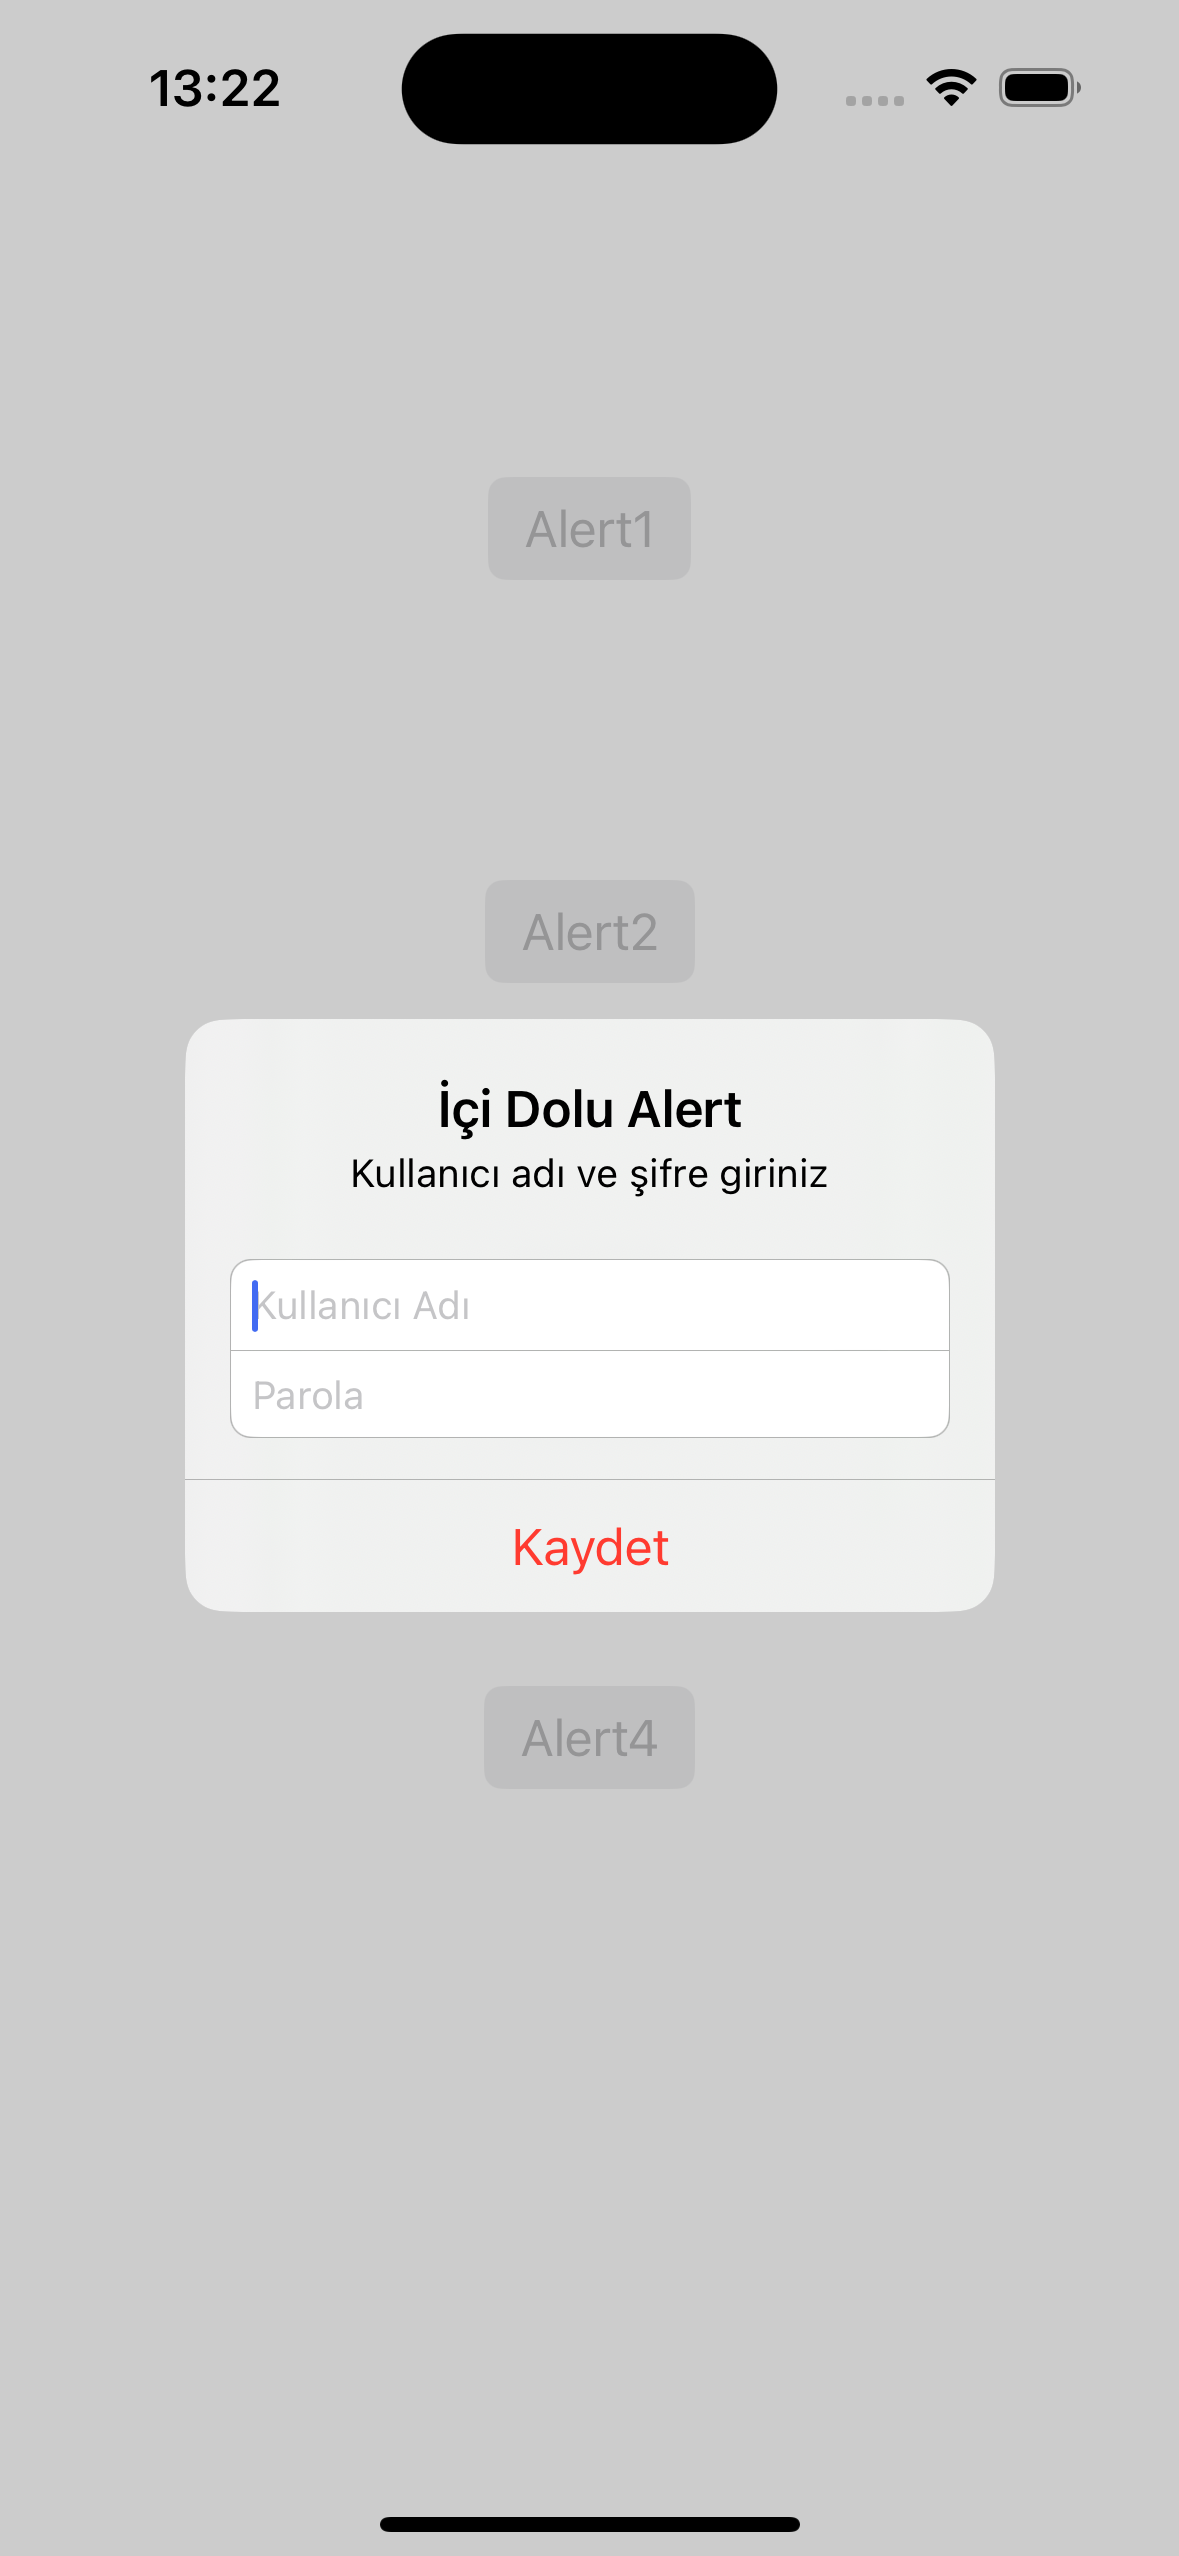 13:22
Alert1
Alert2
İçi Dolu Alert
Kullanıcı adı ve şifre giriniz
Kullanıcı Adı
Parola
Kaydet
Alert4